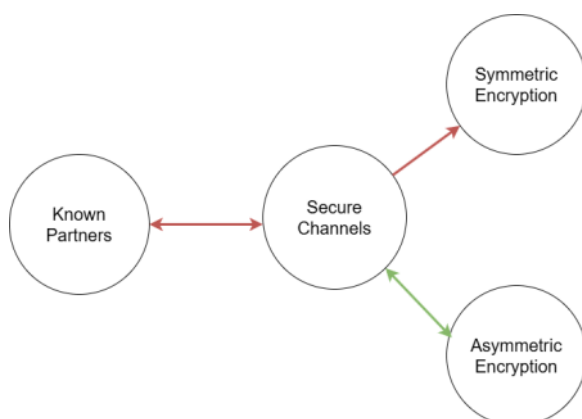 Symmetric
Encryption
Known
Partners
Secure
Channels
Asymmetric
Encryption